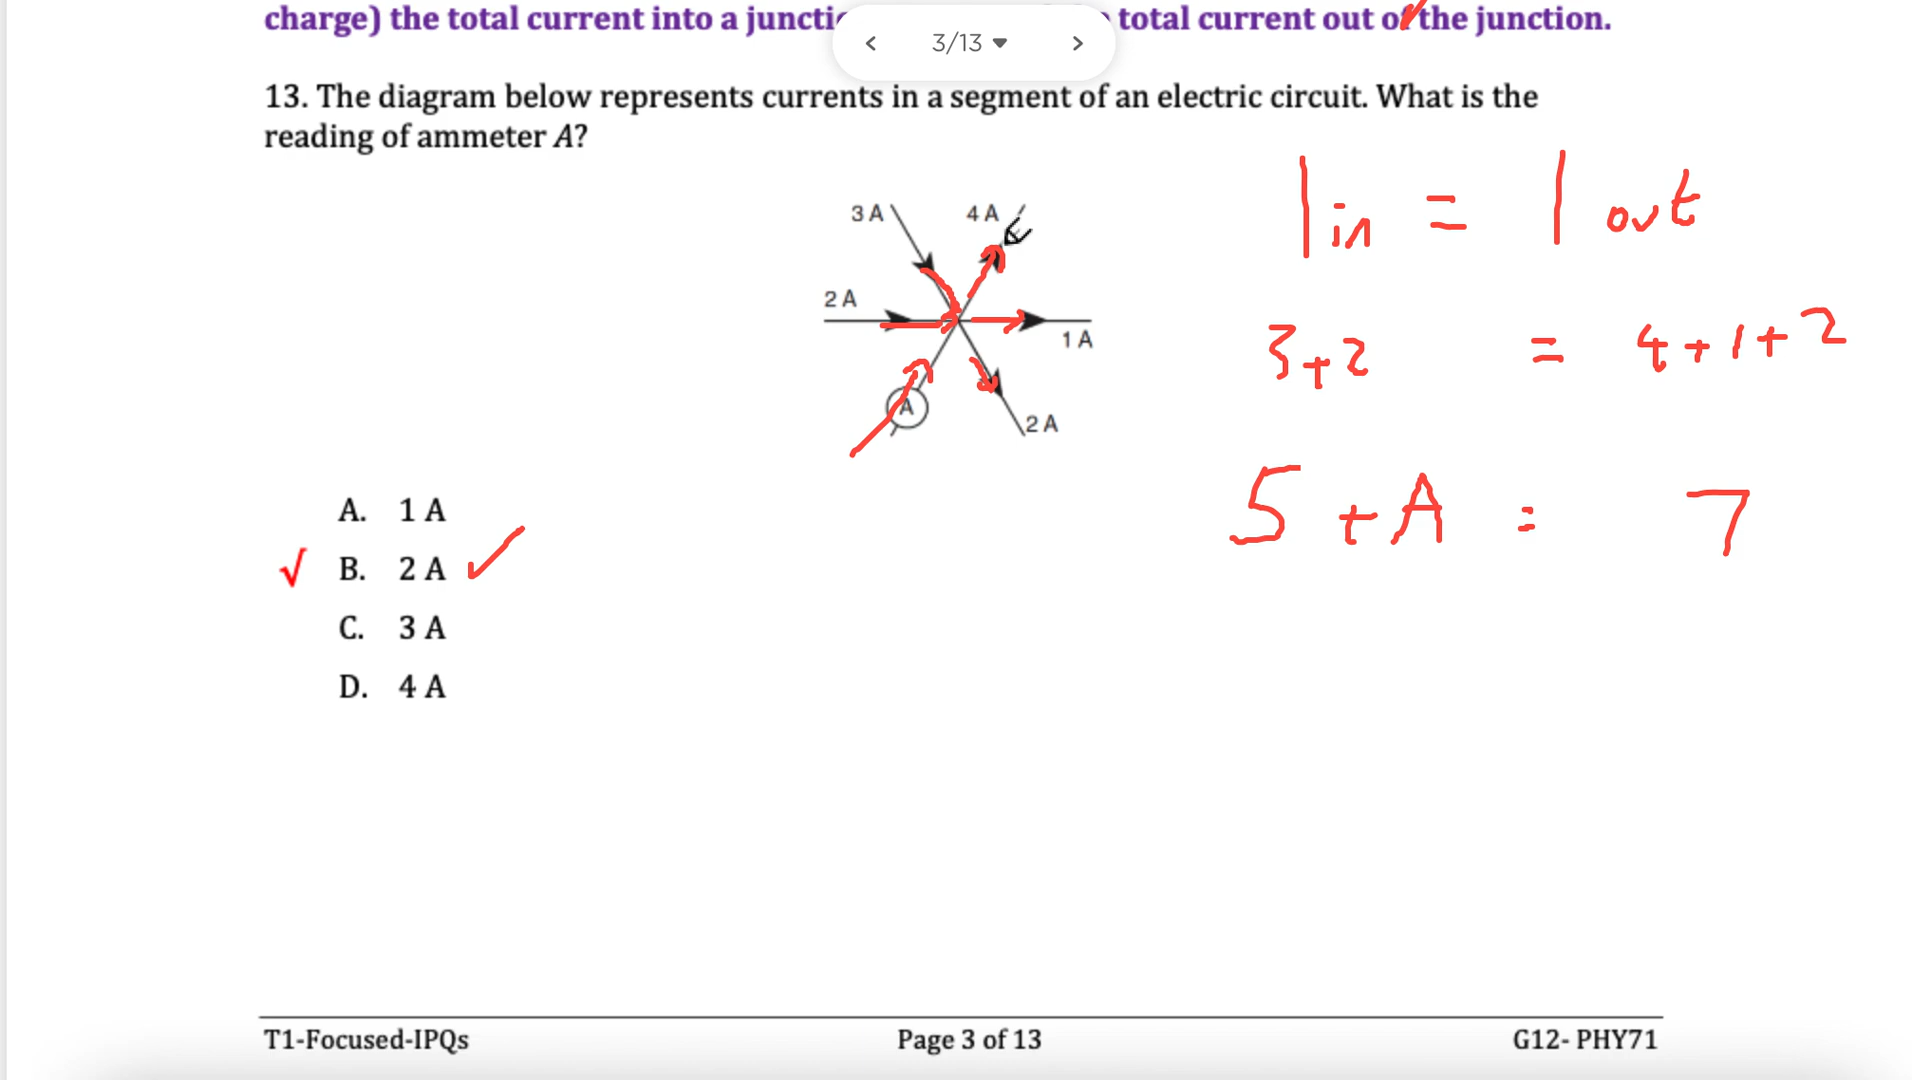 charge) the total current into a junctio total current out of the junction.
3/13
13. The diagram below represents currents in a segment of an electric circuit. What is the
reading of ammeter A?
3 A 4 A
2 A
1 A
A
2 A
I in = I out
3+2 = 4+1+2
5 + A = 7
A. 1 A
√ B. 2 A ✓
C. 3 A
D. 4 A
T1-Focused-IPQs Page 3 of 13 G12- PHY71